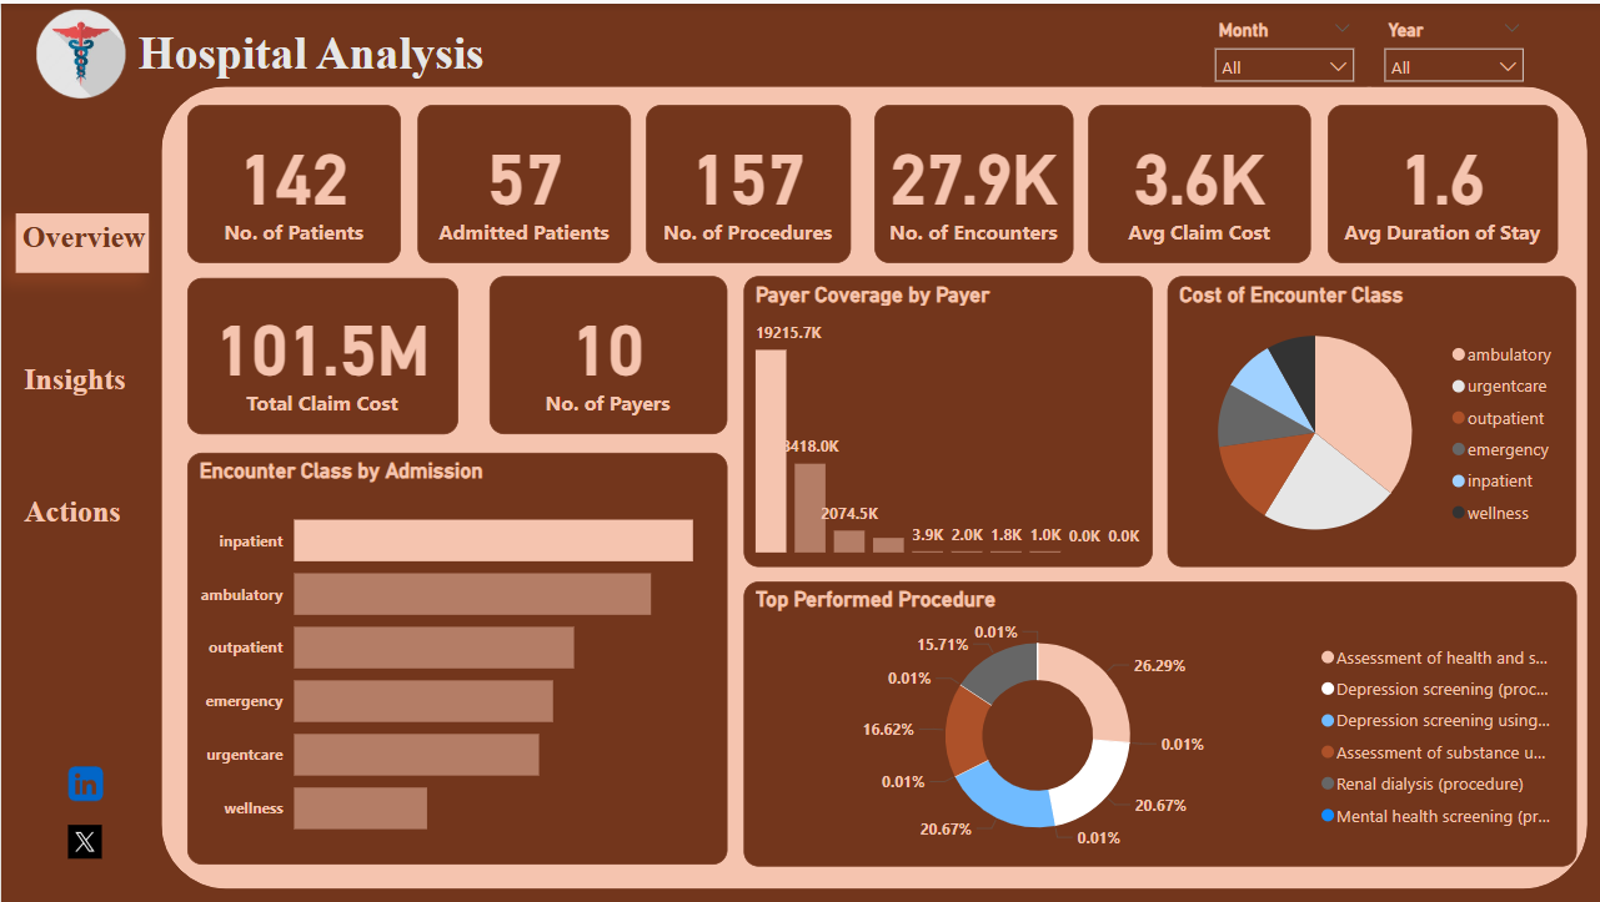 Hospital Analysis
Month
Year
All
All
Overview
Insights
Actions
in
X
142
No. of Patients
57
Admitted Patients
157
No. of Procedures
27.9K
No. of Encounters
3.6K
Avg Claim Cost
1.6
Avg Duration of Stay
101.5M
Total Claim Cost
10
No. of Payers
Payer Coverage by Payer
19215.7K
8418.0K
2074.5K
3.9K
2.0K
1.8K
1.0K
0.0K
0.0K
Cost of Encounter Class
ambulatory
urgentcare
outpatient
emergency
inpatient
wellness
Encounter Class by Admission
inpatient
ambulatory
outpatient
emergency
urgentcare
wellness
Top Performed Procedure
0.01%
15.71%
0.01%
16.62%
0.01%
20.67%
26.29%
0.01%
20.67%
0.01%
Assessment of health and s...
Depression screening (proc...
Depression screening using...
Assessment of substance u...
Renal dialysis (procedure)
Mental health screening (pr...